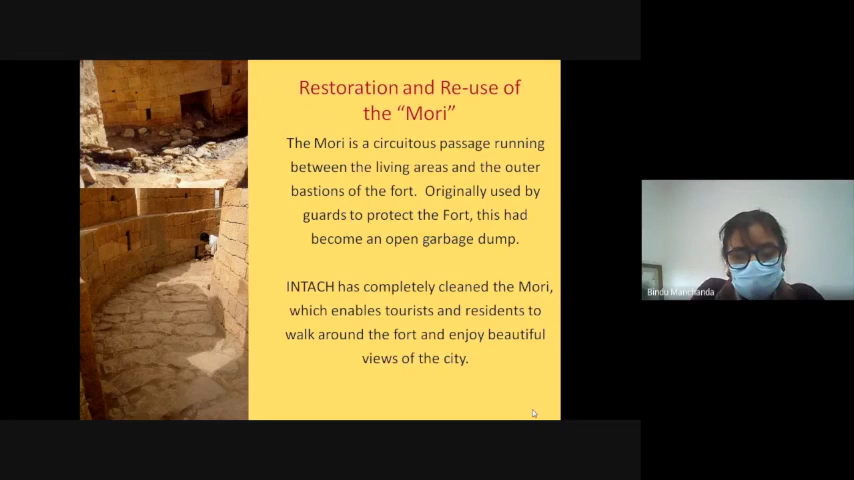 Restoration and Re-use of
the “Mori”
The Mori is a circuitous passage running
between the living areas and the outer
bastions of the fort.  Originally used by
guards to protect the Fort, this had
become an open garbage dump.
INTACH has completely cleaned the Mori,
which enables tourists and residents to
walk around the fort and enjoy beautiful
views of the city.
Bindu Manchanda